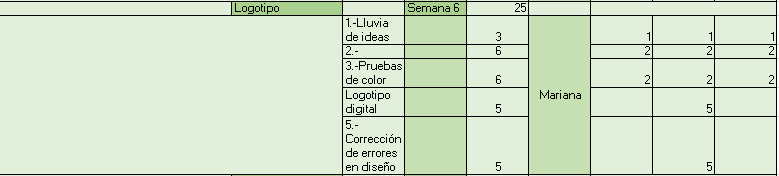 Logotipo Semana 6 25
1.-Lluvia
de ideas 3 1 1 1
2.- 6 2 2 2
3.-Pruebas
de color 6 2 2 2
Mariana
Logotipo
digital 5 5
5.-
Corrección
de errores
en diseño 5 5